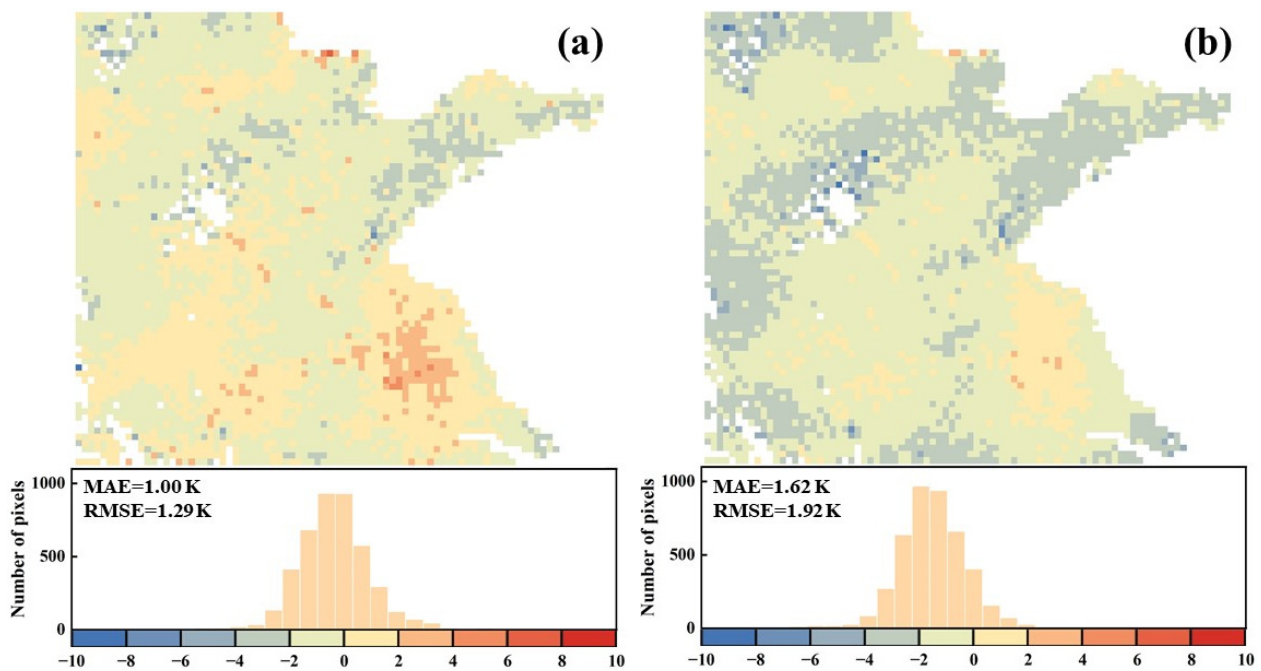 (a)
(b)
Number of pixels
1000
500
0
MAE=1.00 K
RMSE=1.29 K
−10 −8 −6 −4 −2 0 2 4 6 8 10
Number of pixels
1000
500
0
MAE=1.62 K
RMSE=1.92 K
−10 −8 −6 −4 −2 0 2 4 6 8 10